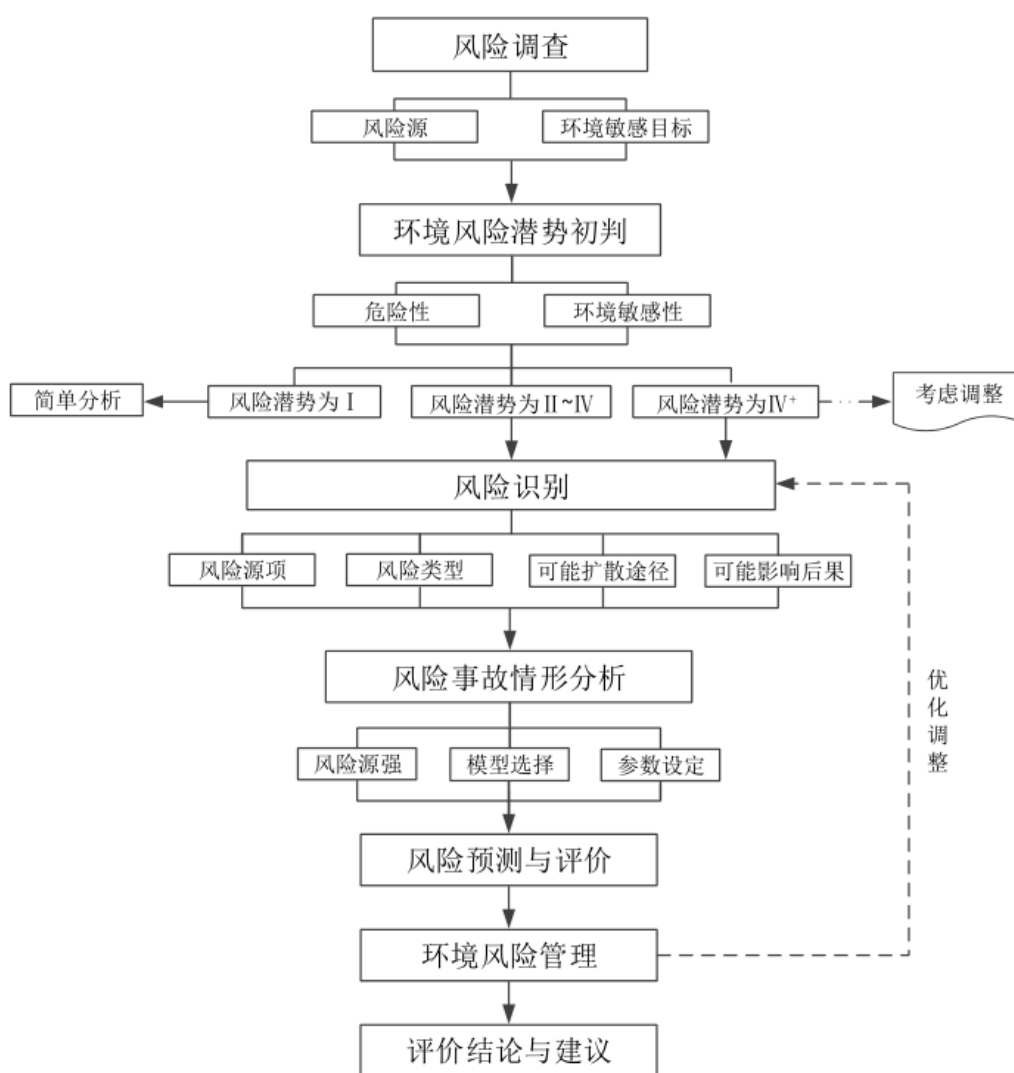 风险调查
风险源
环境敏感目标
环境风险潜势初判
危险性
环境敏感性
简单分析
风险潜势为Ⅰ
风险潜势为Ⅱ~Ⅳ
风险潜势为Ⅳ⁺
考虑调整
风险识别
风险源项
风险类型
可能扩散途径
可能影响后果
风险事故情形分析
优化调整
风险源强
模型选择
参数设定
风险预测与评价
环境风险管理
评价结论与建议